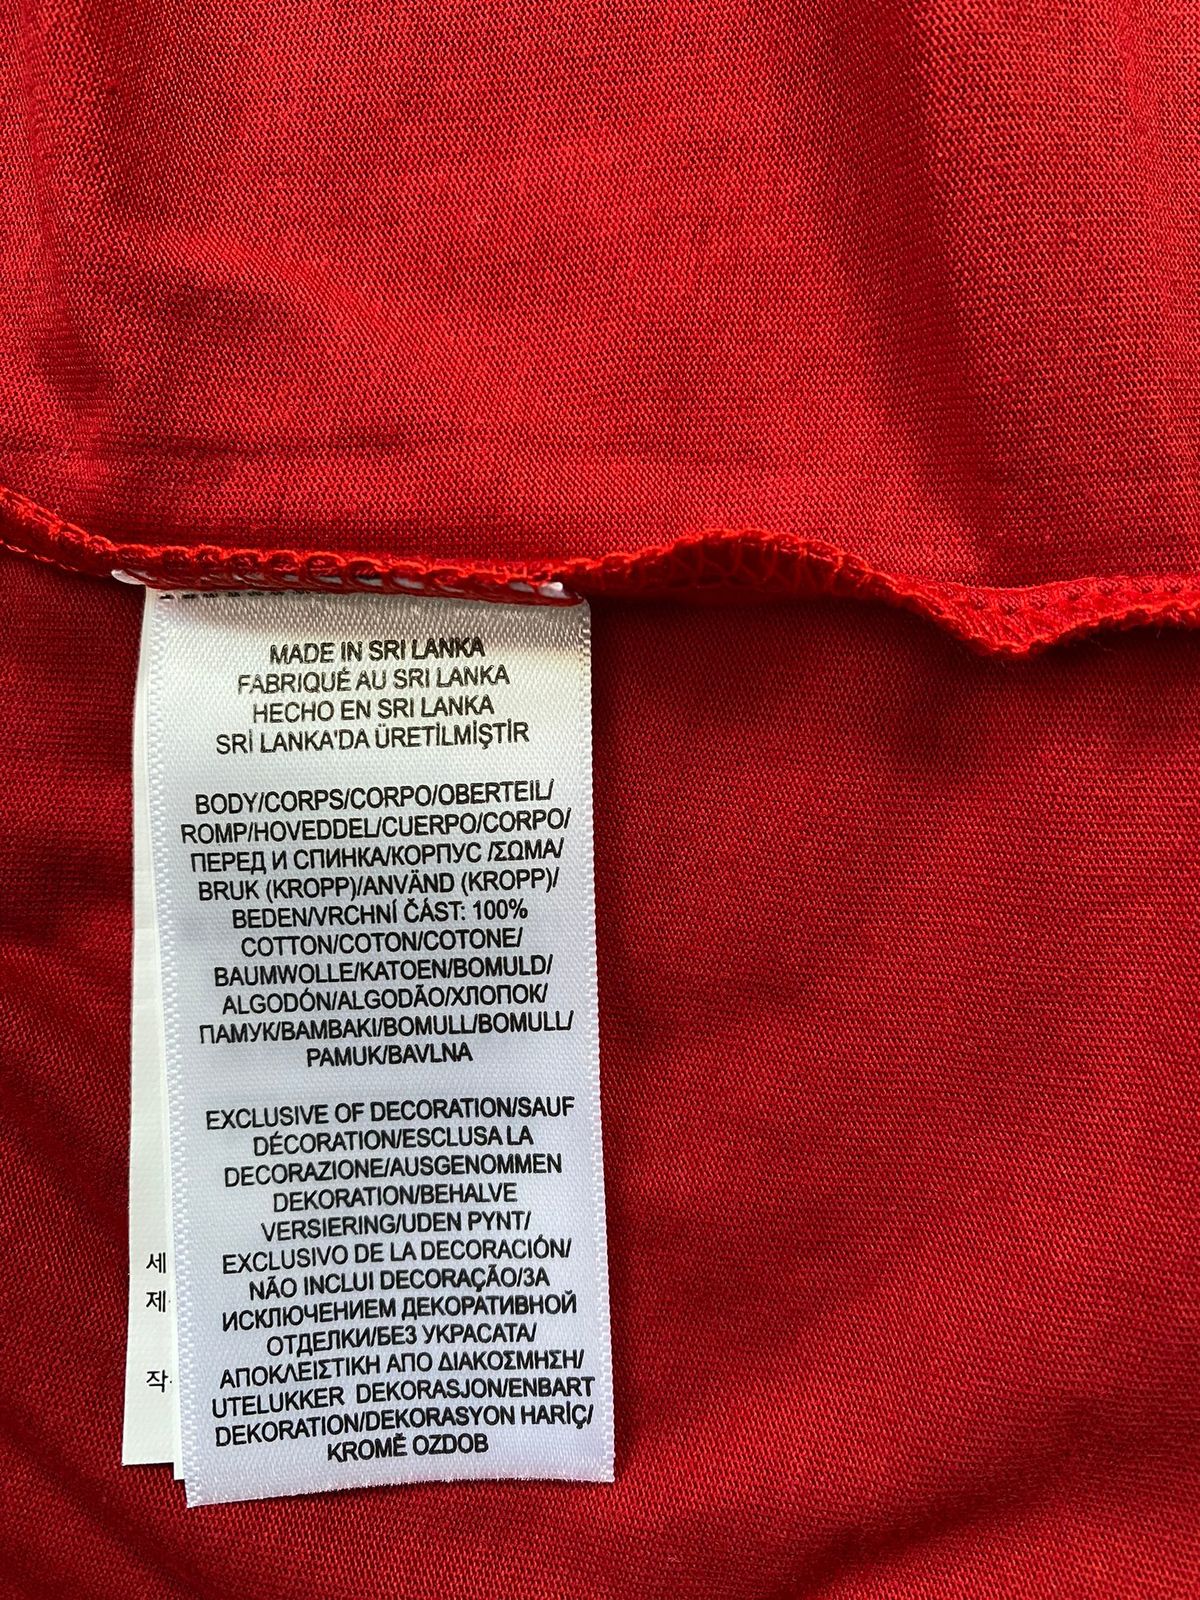 MADE IN SRI LANKA
FABRIQUÉ AU SRI LANKA
HECHO EN SRI LANKA
SRİ LANKA'DA ÜRETİLMİŞTİR
BODY/CORPS/CORPO/OBERTEIL/
ROMP/HOVEDDEL/CUERPO/CORPO/
ПЕРЕД И СПИНКА/КОРПУС /ΣΩΜΑ/
BRUK (KROPP)/ANVÄND (KROPP)/
BEDEN/VRCHNÍ ČÁST: 100%
COTTON/COTON/COTONE/
BAUMWOLLE/KATOEN/BOMULD/
ALGODÓN/ALGODÃO/ХЛОПОК/
ПАМУК/ΒΑΜΒΑΚΙ/BOMULL/BOMULL/
PAMUK/BAVLNA
EXCLUSIVE OF DECORATION/SAUF
DÉCORATION/ESCLUSA LA
DECORAZIONE/AUSGENOMMEN
DEKORATION/BEHALVE
VERSIERING/UDEN PYNT/
EXCLUSIVO DE LA DECORACIÓN/
NÃO INCLUI DECORAÇÃO/ЗА
ИСКЛЮЧЕНИЕМ ДЕКОРАТИВНОЙ
ОТДЕЛКИ/БЕЗ УКРАСАТА/
ΑΠΟΚΛΕΙΣΤΙΚΗ ΑΠΟ ΔΙΑΚΟΣΜΗΣΗ/
UTELUKKER DEKORASJON/ENBART
DEKORATION/DEKORASYON HARİÇ/
KROMĚ OZDOB
세
제
작